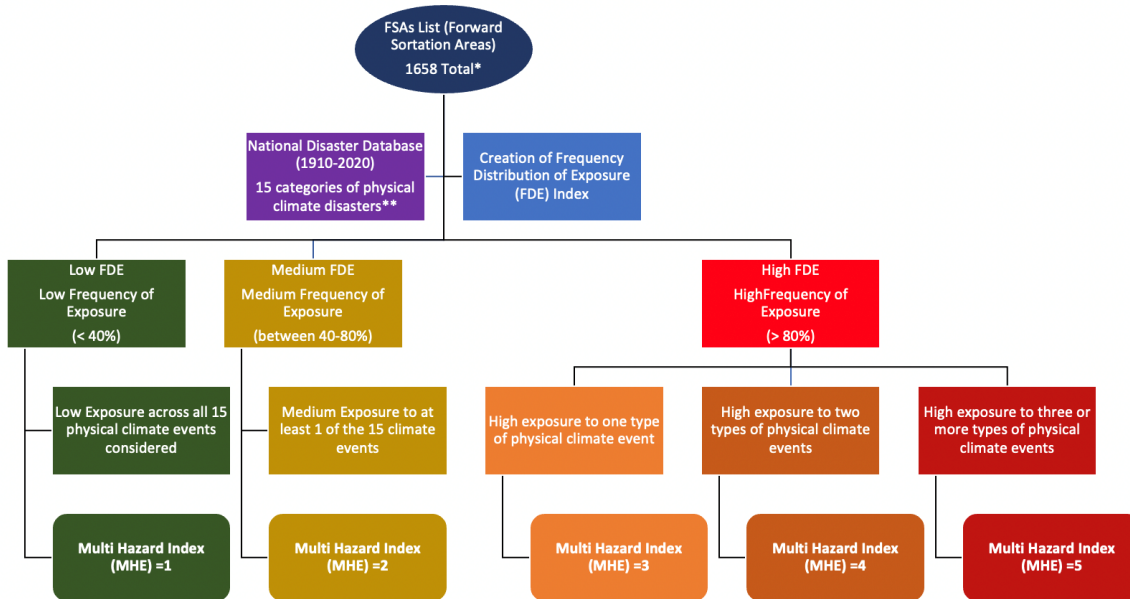 FSAs List (Forward
Sortation Areas)
1658 Total*
National Disaster Database
(1910-2020)
15 categories of physical
climate disasters**
Creation of Frequency
Distribution of Exposure
(FDE) Index
Low FDE
Low Frequency of
Exposure
(< 40%)
Medium FDE
Medium Frequency of
Exposure
(between 40-80%)
High FDE
HighFrequency of
Exposure
(> 80%)
Low Exposure across all 15
physical climate events
considered
Medium Exposure to at
least 1 of the 15 climate
events
High exposure to one type
of physical climate event
High exposure to two
types of physical climate
events
High exposure to three or
more types of physical
climate events
Multi Hazard Index
(MHE) =1
Multi Hazard Index
(MHE) =2
Multi Hazard Index
(MHE) =3
Multi Hazard Index
(MHE) =4
Multi Hazard Index
(MHE) =5